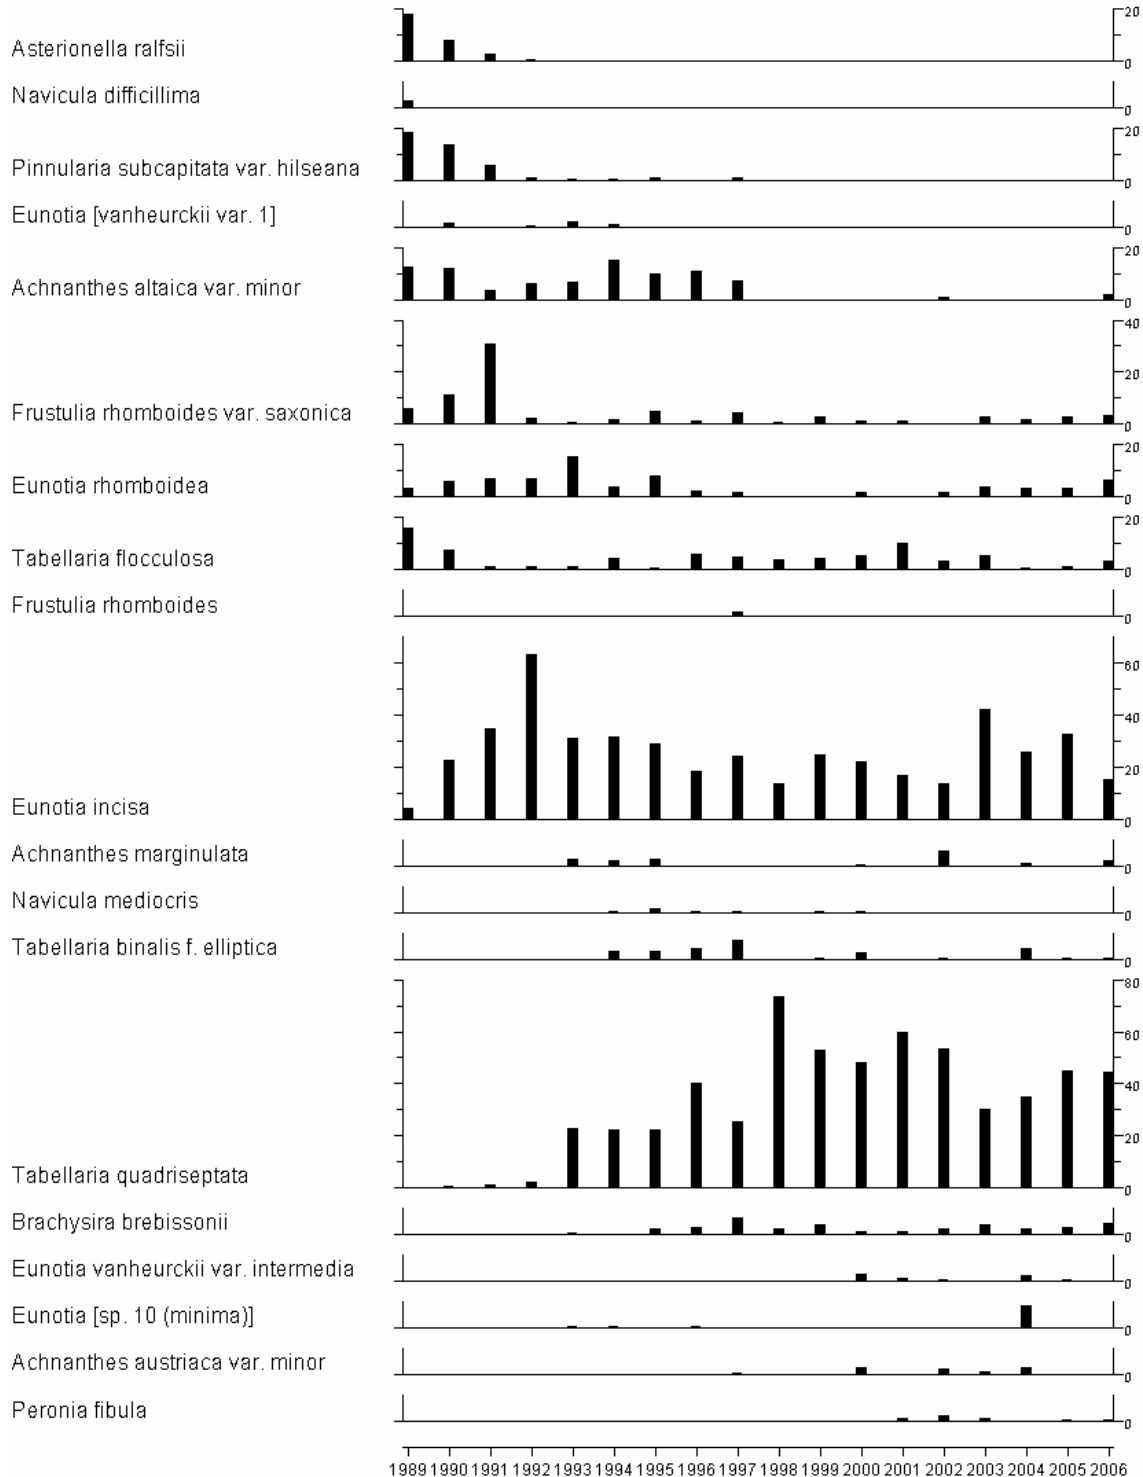 Asterionella ralfsii
20
0
Navicula difficillima
0
Pinnularia subcapitata var. hilseana
20
0
Eunotia [vanheurckii var. 1]
0
Achnanthes altaica var. minor
20
0
Frustulia rhomboides var. saxonica
40
20
0
Eunotia rhomboidea
20
0
Tabellaria flocculosa
20
0
Frustulia rhomboides
0
Eunotia incisa
60
40
20
0
Achnanthes marginulata
0
Navicula mediocris
0
Tabellaria binalis f. elliptica
0
Tabellaria quadriseptata
80
60
40
20
0
Brachysira brebissonii
0
Eunotia vanheurckii var. intermedia
0
Eunotia [sp. 10 (minima)]
0
Achnanthes austriaca var. minor
0
Peronia fibula
0
1989 1990 1991 1992 1993 1994 1995 1996 1997 1998 1999 2000 2001 2002 2003 2004 2005 2006